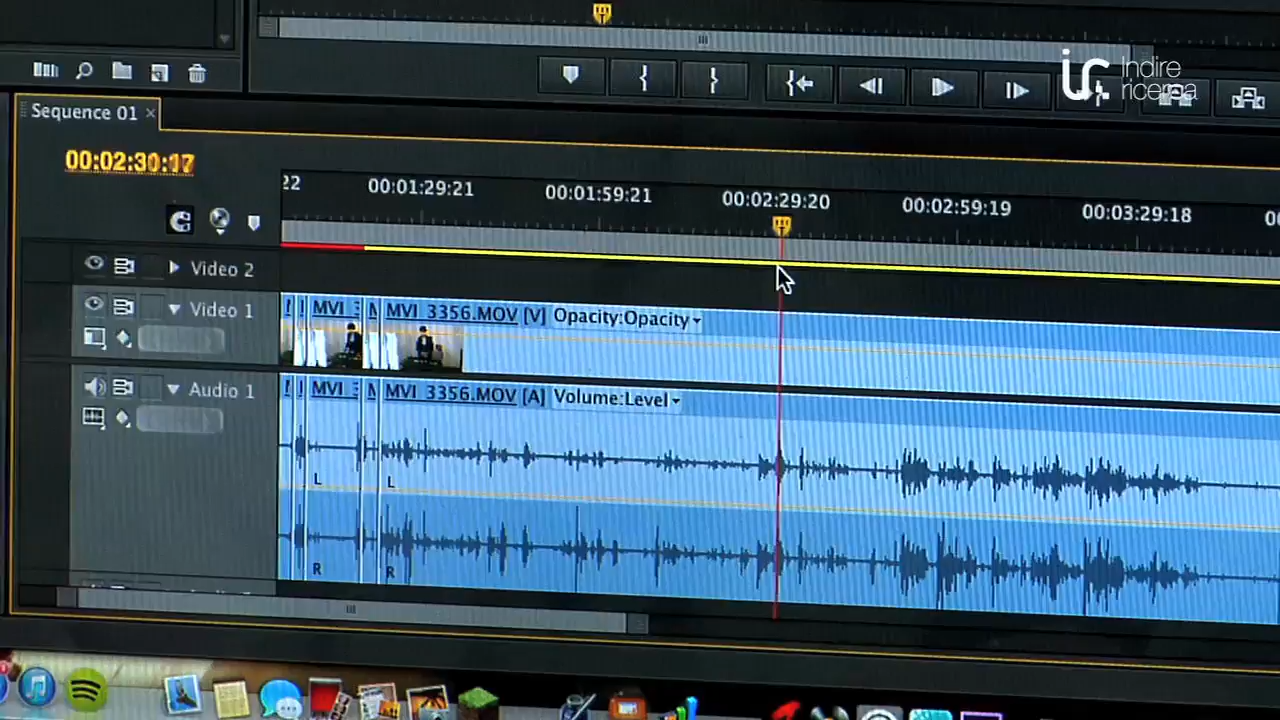 Indire
ricerca
Sequence 01
00:02:30:17
22 00:01:29:21 00:01:59:21 00:02:29:20 00:02:59:19 00:03:29:18
Video 2
Video 1
MVI_3356.MOV [V] Opacity:Opacity
Audio 1
MVI_3356.MOV [A] Volume:Level
L L
R R